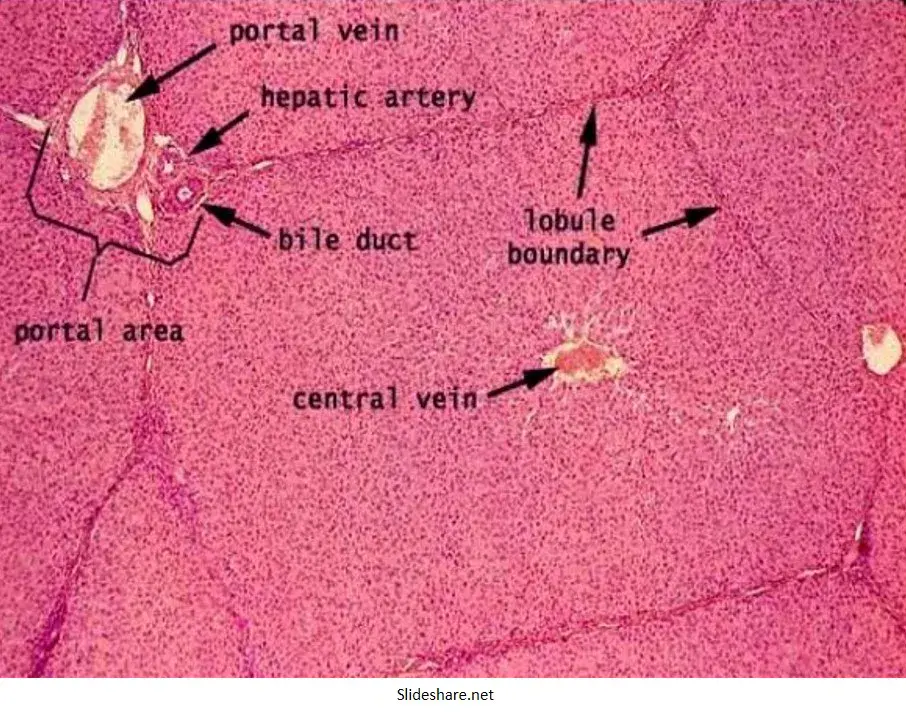 portal vein
hepatic artery
lobule
boundary
bile duct
portal area
central vein
Slideshare.net